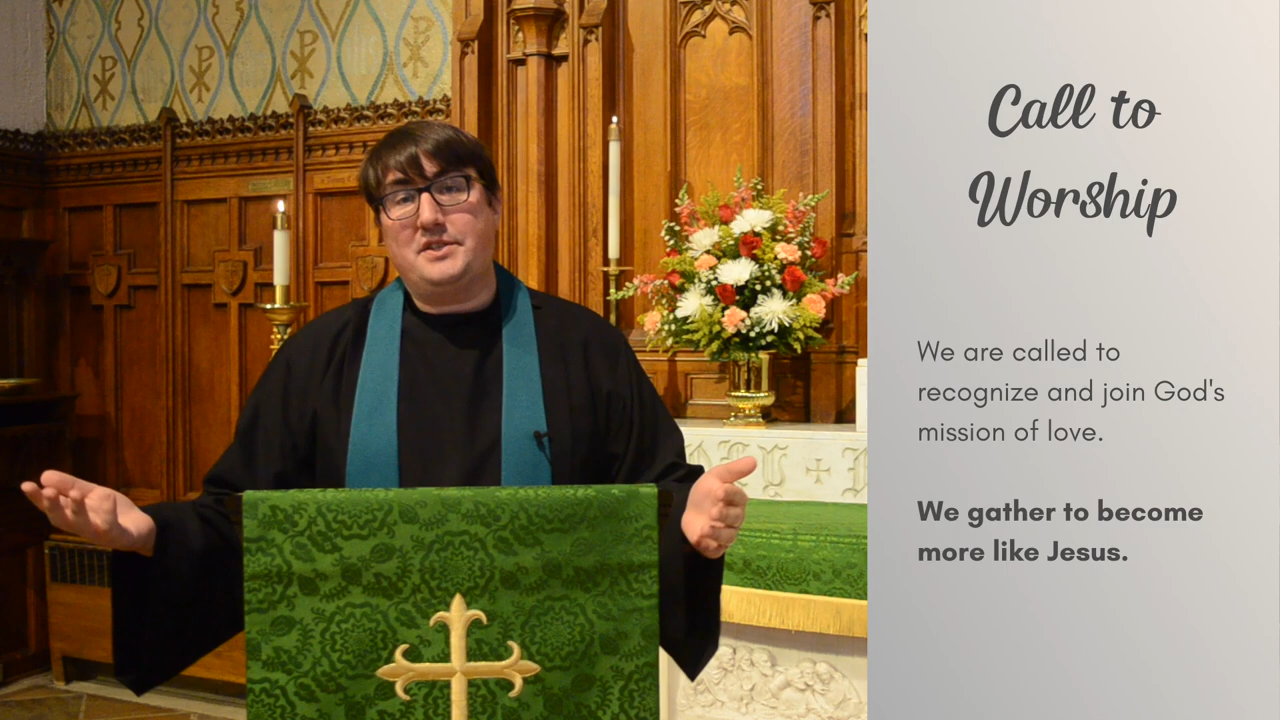 Call to
Worship
We are called to
recognize and join God's
mission of love.
We gather to become
more like Jesus.